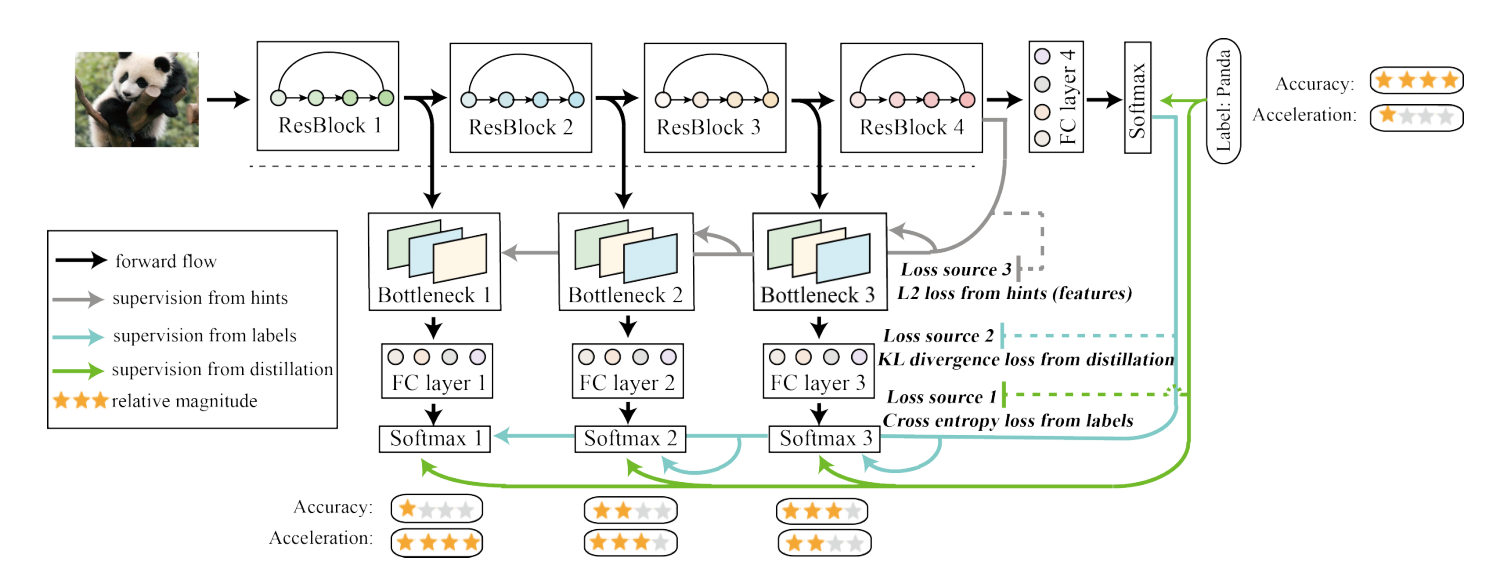 ResBlock 1
ResBlock 2
ResBlock 3
ResBlock 4
FC layer 4
Softmax
Label: Panda
Accuracy:
Acceleration:
Bottleneck 1
Bottleneck 2
Bottleneck 3
Loss source 3
L2 loss from hints (features)
forward flow
supervision from hints
supervision from labels
supervision from distillation
relative magnitude
Loss source 2
KL divergence loss from distillation
FC layer 1
FC layer 2
FC layer 3
Loss source 1
Cross entropy loss from labels
Softmax 1
Softmax 2
Softmax 3
Accuracy:
Acceleration: